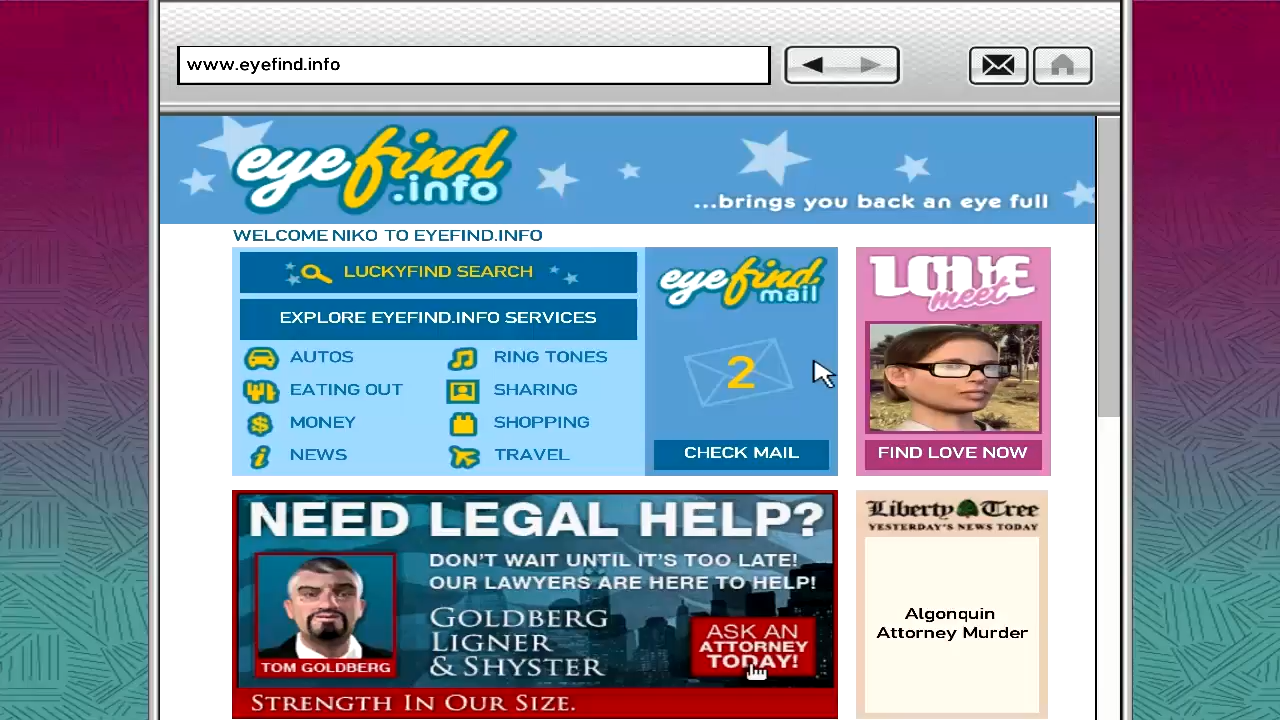 www.eyefind.info
eyefind
.info
...brings you back an eye full
WELCOME NIKO TO EYEFIND.INFO
LUCKYFIND SEARCH
EXPLORE EYEFIND.INFO SERVICES
AUTOS
RING TONES
EATING OUT
SHARING
MONEY
SHOPPING
NEWS
TRAVEL
eyefind
mail
2
CHECK MAIL
LOVE
meet
FIND LOVE NOW
NEED LEGAL HELP?
DON'T WAIT UNTIL IT'S TOO LATE!
OUR LAWYERS ARE HERE TO HELP!
GOLDBERG
LIGNER
& SHYSTER
TOM GOLDBERG
ASK AN
ATTORNEY
TODAY!
STRENGTH IN OUR SIZE.
Liberty Tree
YESTERDAY'S NEWS TODAY
Algonquin
Attorney Murder